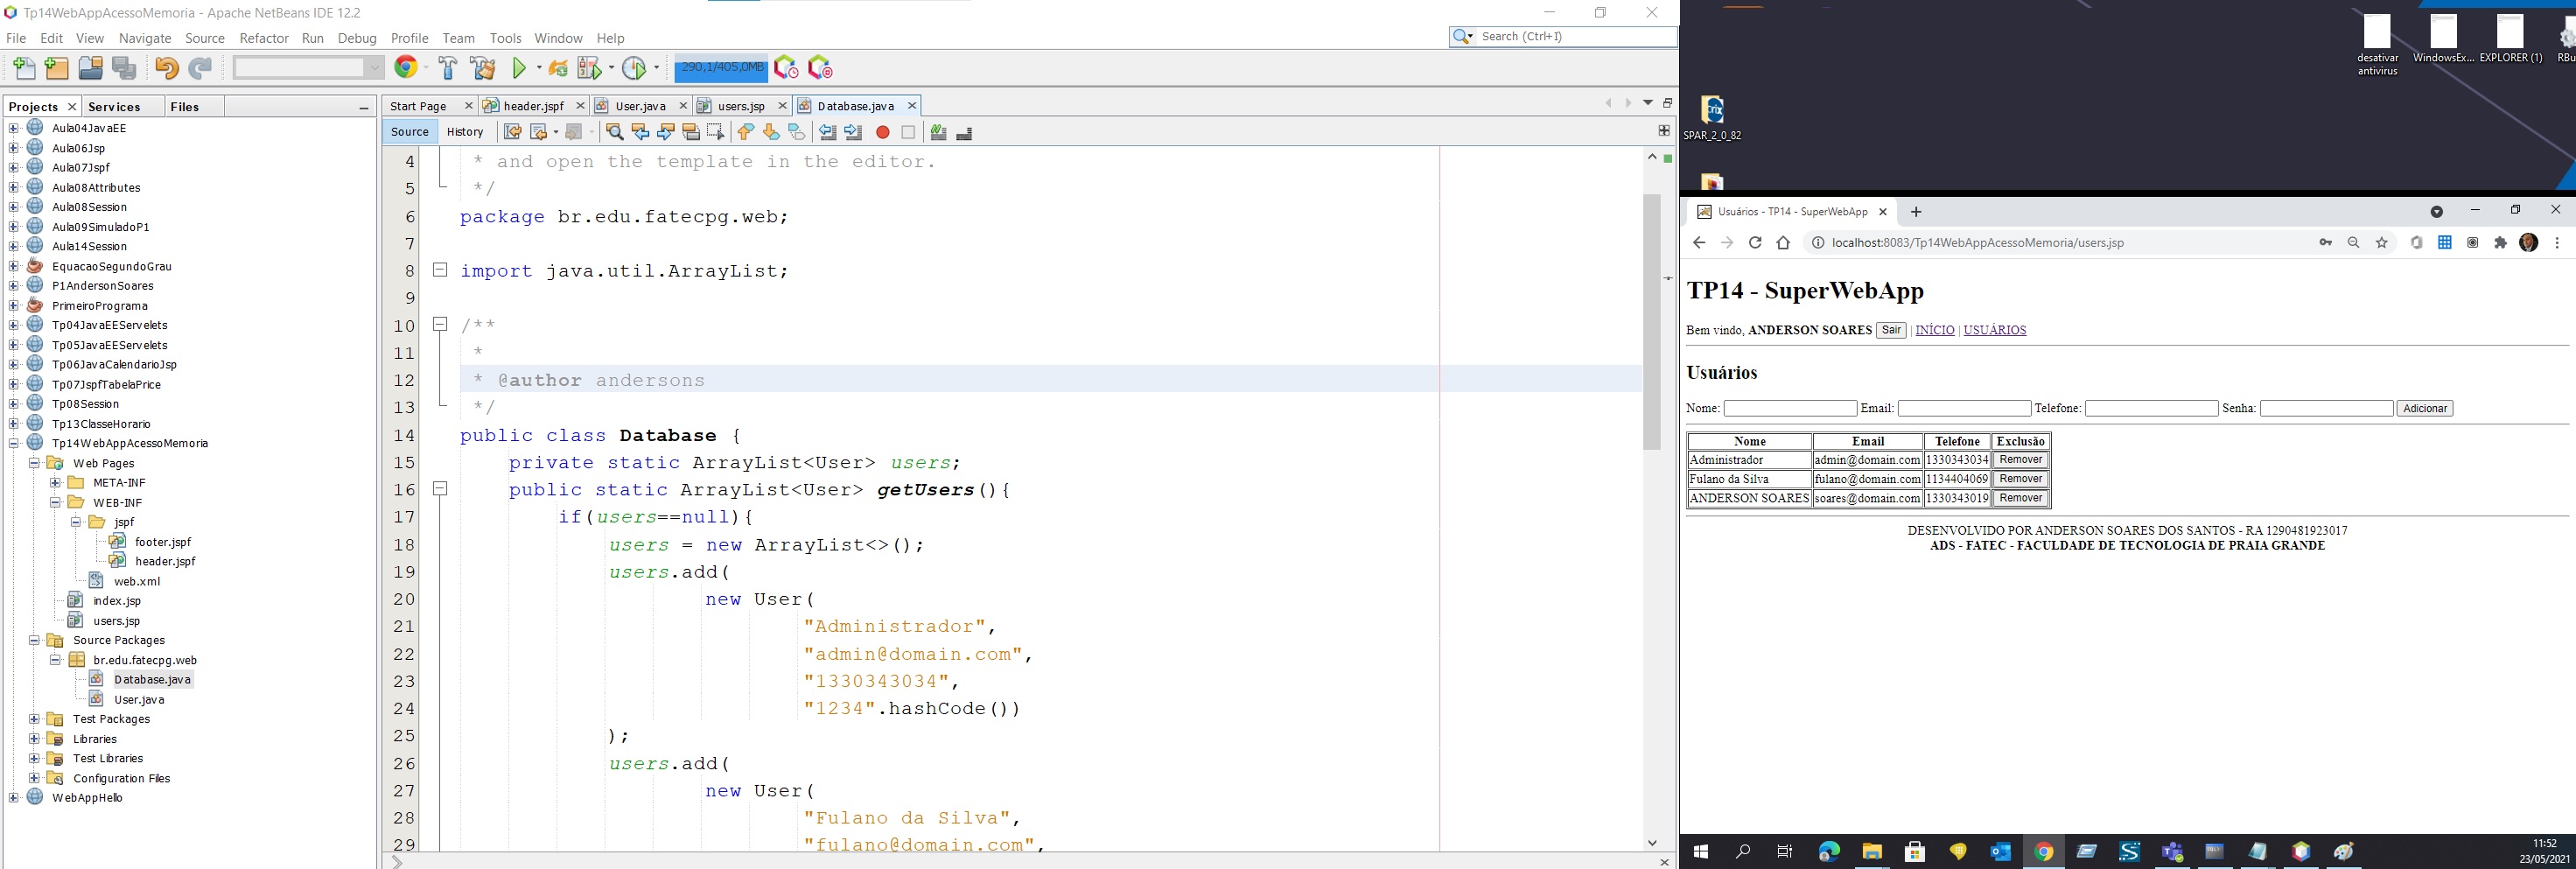 Tp14WebAppAcessoMemoria - Apache NetBeans IDE 12.2
File Edit View Navigate Source Refactor Run Debug Profile Team Tools Window Help
Search (Ctrl+I)
290,1/405,0MB
Projects Services Files
Aula04JavaEE
Aula06Jsp
Aula07Jspf
Aula08Attributes
Aula08Session
Aula09SimuladoP1
Aula14Session
EquacaoSegundoGrau
P1AndersonSoares
PrimeiroPrograma
Tp04JavaEEServelets
Tp05JavaEEServelets
Tp06JavaCalendarioJsp
Tp07JspfTabelaPrice
Tp08Session
Tp13ClasseHorario
Tp14WebAppAcessoMemoria
Web Pages
META-INF
WEB-INF
jspf
footer.jspf
header.jspf
web.xml
index.jsp
users.jsp
Source Packages
br.edu.fatecpg.web
Database.java
User.java
Test Packages
Libraries
Test Libraries
Configuration Files
WebAppHello
Start Page header.jspf User.java users.jsp Database.java
Source History
4 * and open the template in the editor.
5 */
6 package br.edu.fatecpg.web;
7
8 import java.util.ArrayList;
9
10 /**
11 *
12 * @author andersons
13 */
14 public class Database {
15 private static ArrayList<User> users;
16 public static ArrayList<User> getUsers(){
17 if(users==null){
18 users = new ArrayList<>();
19 users.add(
20 new User(
21 "Administrador",
22 "admin@domain.com",
23 "1330343034",
24 "1234".hashCode())
25 );
26 users.add(
27 new User(
28 "Fulano da Silva",
29 "fulano@domain.com",
desativar antivirus
WindowsEx...
EXPLORER (1)
RBu
SPAR_2_0_82
Usuários - TP14 - SuperWebApp
localhost:8083/Tp14WebAppAcessoMemoria/users.jsp
TP14 - SuperWebApp
Bem vindo, ANDERSON SOARES Sair | INÍCIO | USUÁRIOS
Usuários
Nome: Email: Telefone: Senha: Adicionar
Nome Email Telefone Exclusão
Administrador admin@domain.com 1330343034 Remover
Fulano da Silva fulano@domain.com 1134404069 Remover
ANDERSON SOARES soares@domain.com 1330343019 Remover
DESENVOLVIDO POR ANDERSON SOARES DOS SANTOS - RA 1290481923017
ADS - FATEC - FACULDADE DE TECNOLOGIA DE PRAIA GRANDE
11:52
23/05/2021